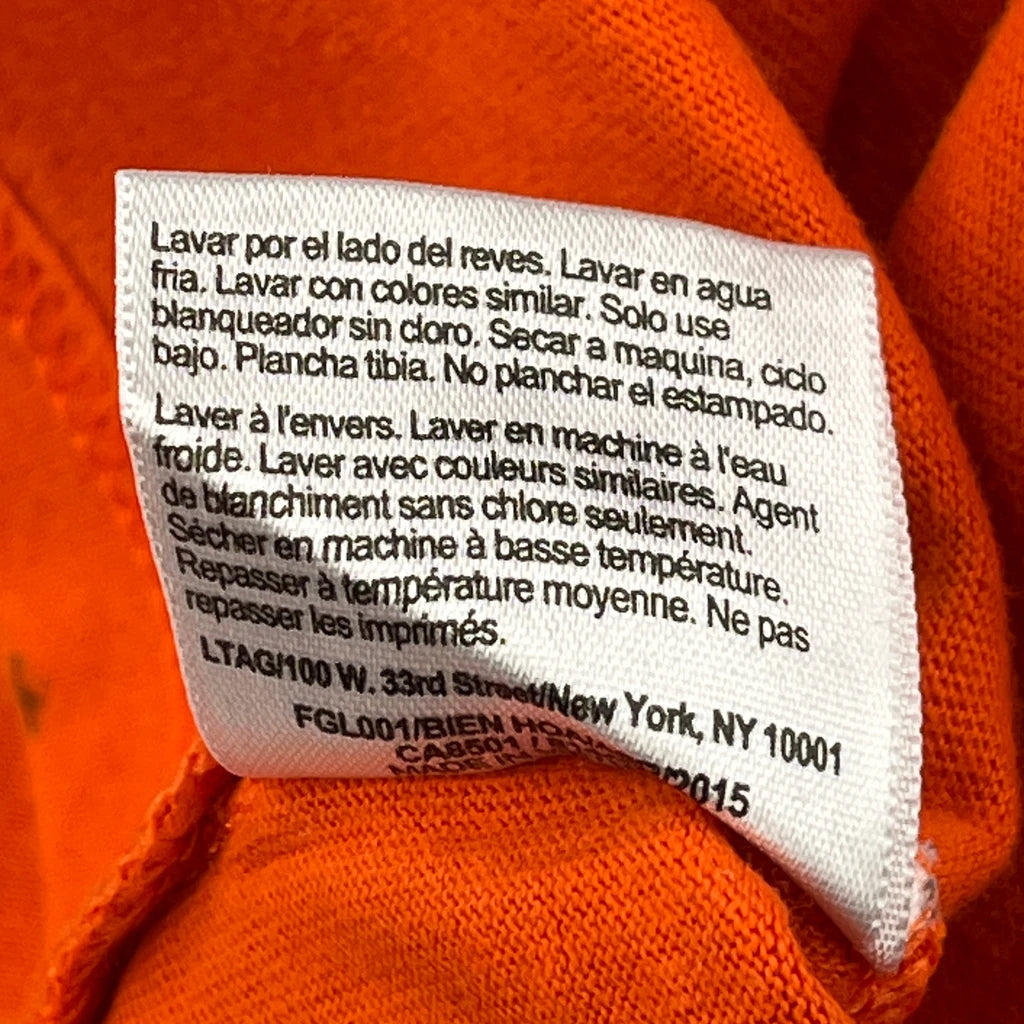 Lavar por el lado del reves. Lavar en agua
fria. Lavar con colores similar. Solo use
blanqueador sin cloro. Secar a maquina, ciclo
bajo. Plancha tibia. No planchar el estampado.
Laver à l'envers. Laver en machine à l'eau
froide. Laver avec couleurs similaires. Agent
de blanchiment sans chlore seulement.
Sécher en machine à basse température.
Repasser à température moyenne. Ne pas
repasser les imprimés.
LTAG/100 W. 33rd Street/New York, NY 10001
FGL001/BIEN
CA8501 / /2015
MADE IN